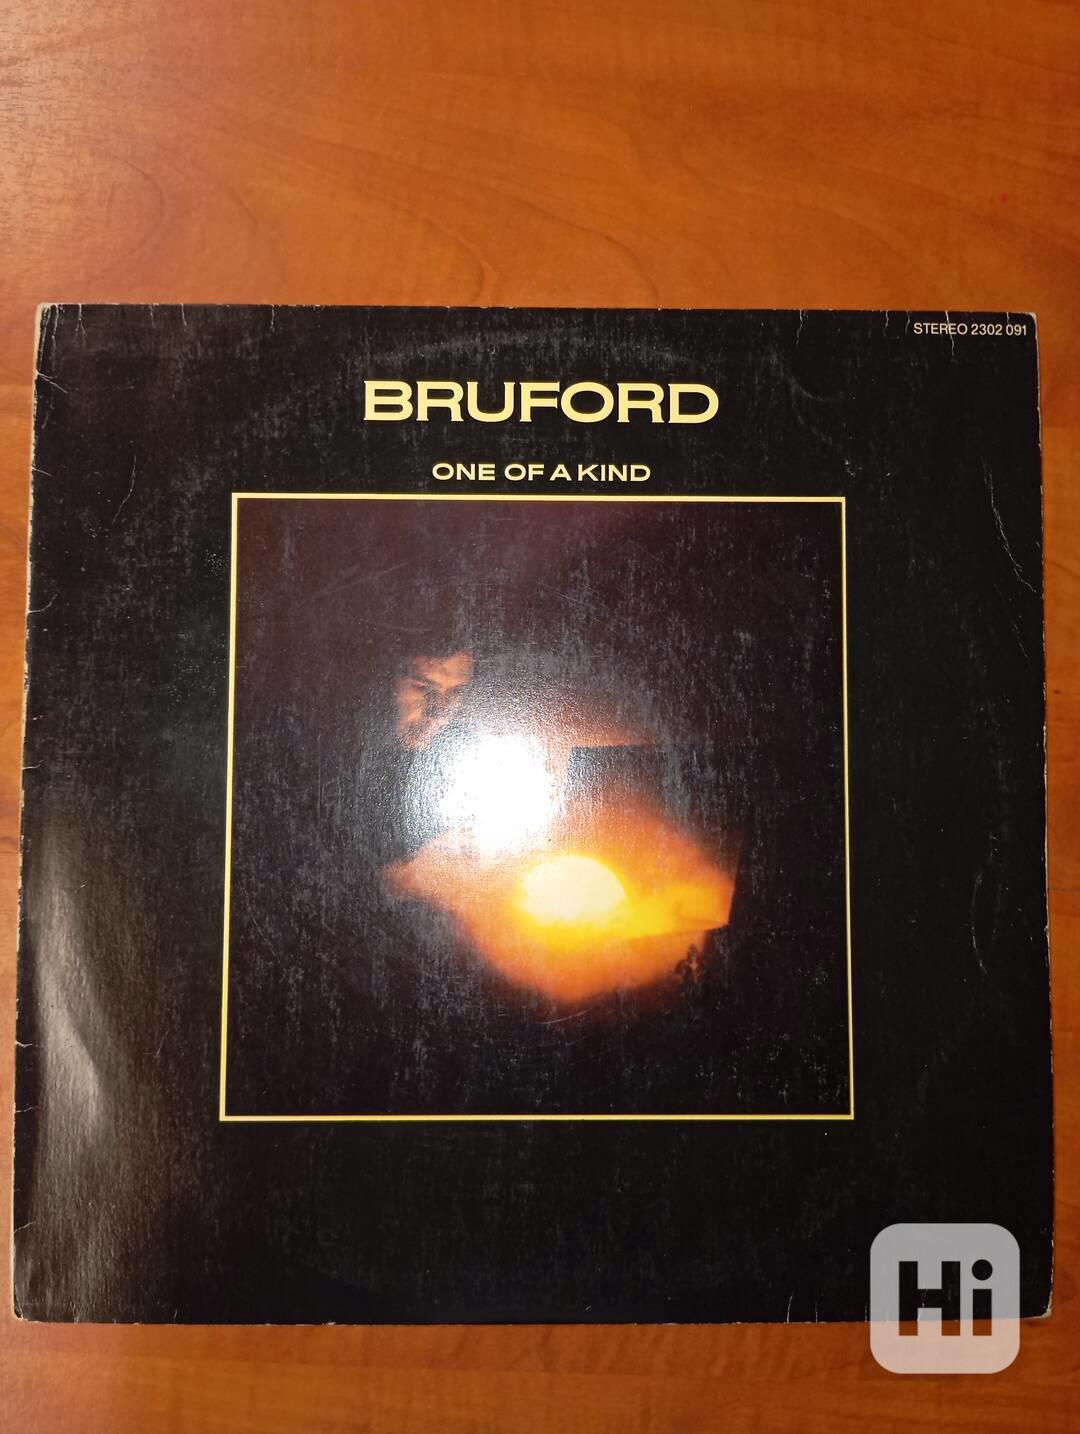 STEREO 2302 091
BRUFORD
ONE OF A KIND
Hi